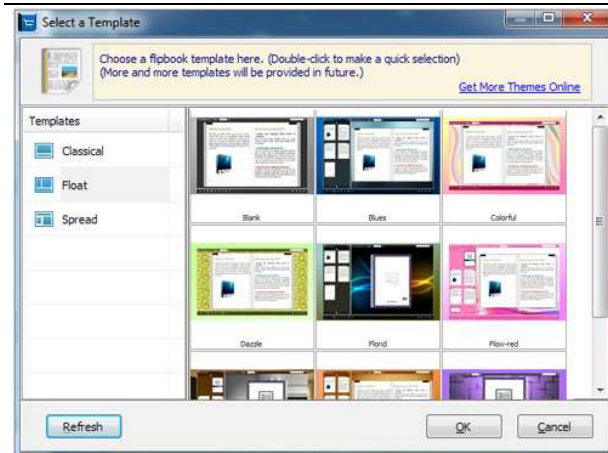 Select a Template
Choose a flipbook template here. (Double-click to make a quick selection)
(More and more templates will be provided in future.)
Get More Themes Online
Templates
Classical
Float
Spread
Blank
Blues
Colorful
Dazzle
Florid
Flow-red
Refresh
OK
Cancel